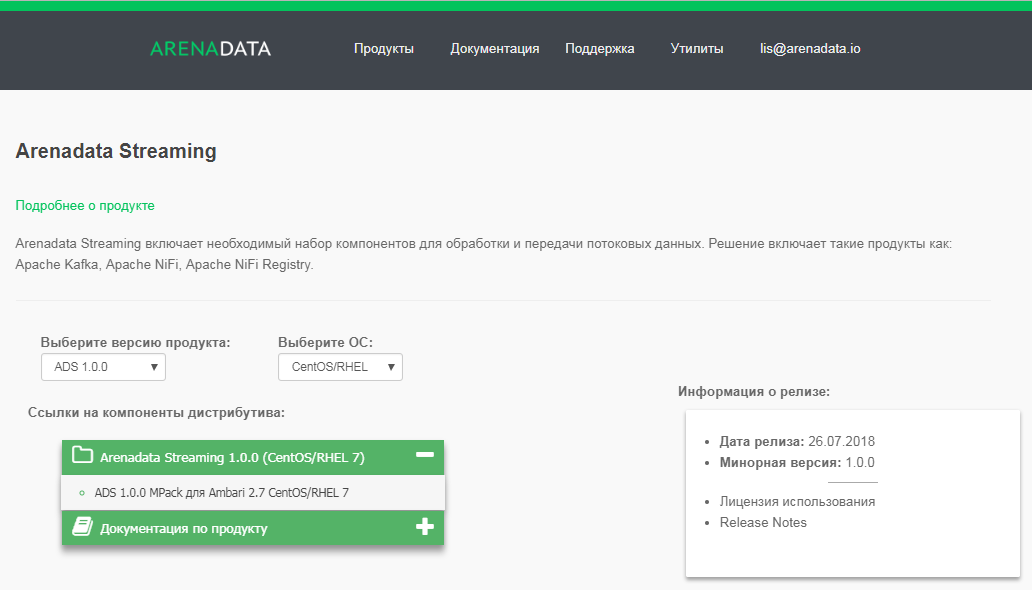 ARENADATA
Продукты Документация Поддержка Утилиты lis@arenadata.io
Arenadata Streaming
Подробнее о продукте
Arenadata Streaming включает необходимый набор компонентов для обработки и передачи потоковых данных. Решение включает такие продукты как:
Apache Kafka, Apache NiFi, Apache NiFi Registry.
Выберите версию продукта: Выберите ОС:
ADS 1.0.0 CentOS/RHEL
Ссылки на компоненты дистрибутива:
Arenadata Streaming 1.0.0 (CentOS/RHEL 7)
ADS 1.0.0 MPack для Ambari 2.7 CentOS/RHEL 7
Документация по продукту
Информация о релизе:
Дата релиза: 26.07.2018
Минорная версия: 1.0.0
Лицензия использования
Release Notes